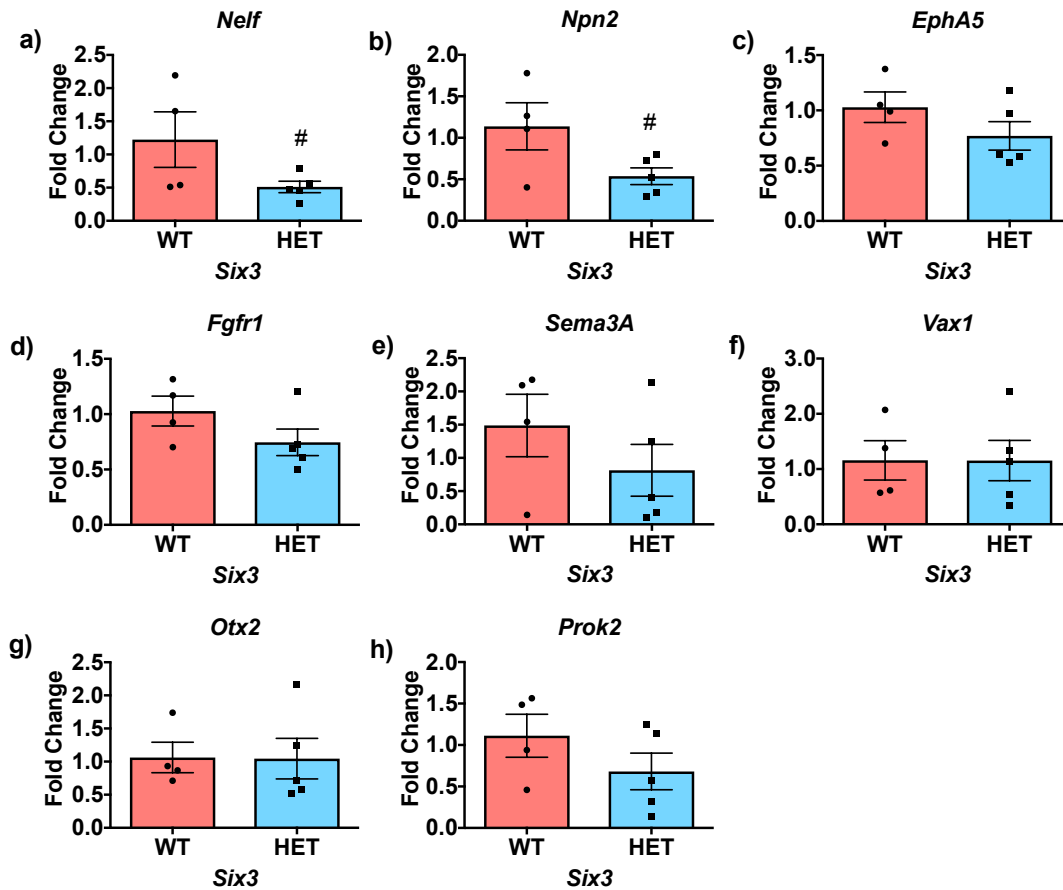 a)
Nelf
Fold Change
2.5
2.0
1.5
1.0
0.5
0.0
#
WT HET
Six3
b)
Npn2
Fold Change
2.0
1.5
1.0
0.5
0.0
#
WT HET
Six3
c)
EphA5
Fold Change
1.5
1.0
0.5
0.0
WT HET
Six3
d)
Fgfr1
Fold Change
1.5
1.0
0.5
0.0
WT HET
Six3
e)
Sema3A
Fold Change
2.5
2.0
1.5
1.0
0.5
0.0
WT HET
Six3
f)
Vax1
Fold Change
3.0
2.0
1.0
0.0
WT HET
Six3
g)
Otx2
Fold Change
2.5
2.0
1.5
1.0
0.5
0.0
WT HET
Six3
h)
Prok2
Fold Change
2.0
1.5
1.0
0.5
0.0
WT HET
Six3